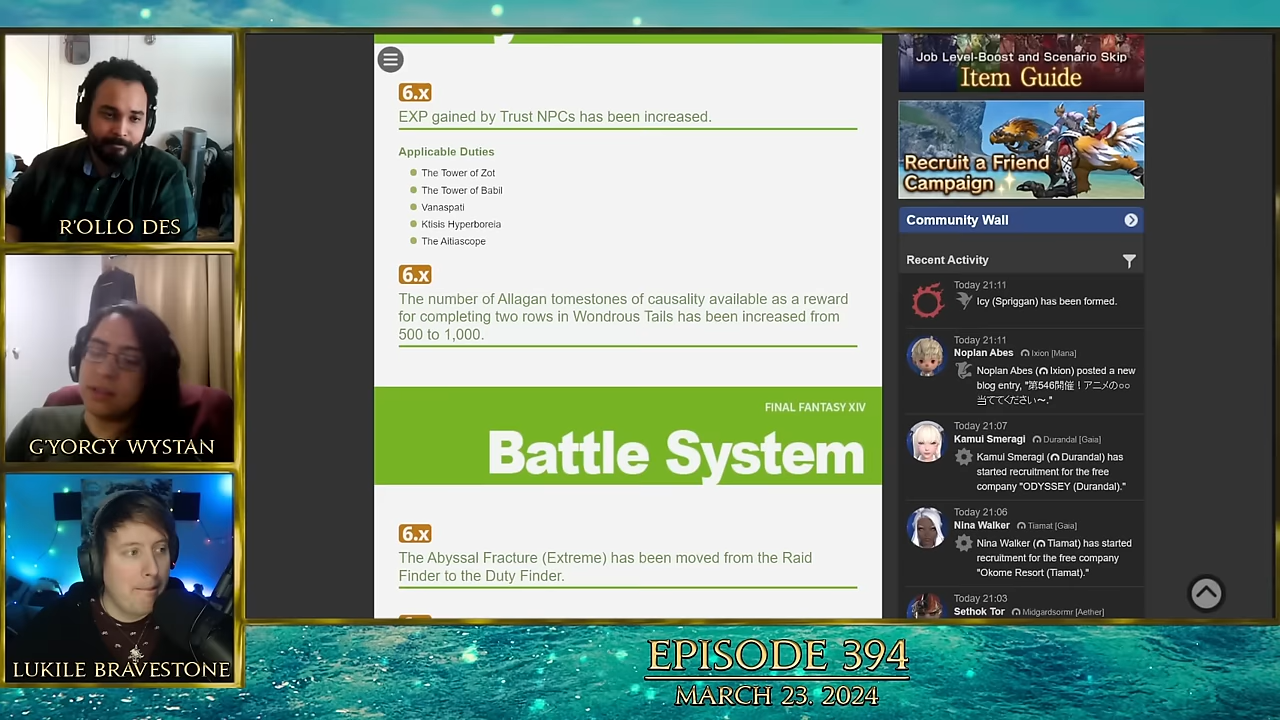 R'OLLO DES
G'YORGY WYSTAN
LUKILE BRAVESTONE
6.x
EXP gained by Trust NPCs has been increased.
Applicable Duties
The Tower of Zot
The Tower of Babil
Vanaspati
Ktisis Hyperboreia
The Aitiascope
6.x
The number of Allagan tomestones of causality available as a reward
for completing two rows in Wondrous Tails has been increased from
500 to 1,000.
FINAL FANTASY XIV
Battle System
6.x
The Abyssal Fracture (Extreme) has been moved from the Raid
Finder to the Duty Finder.
Job Level-Boost and Scenario Skip
Item Guide
Recruit a Friend
Campaign
Community Wall
Recent Activity
Today 21:11
Icy (Spriggan) has been formed.
Today 21:11
Noplan Abes Ixion [Mana]
Noplan Abes (Ixion) posted a new
blog entry, "第546開催！アニメの○○
当ててください～."
Today 21:07
Kamui Smeragi Durandal [Gaia]
Kamui Smeragi (Durandal) has
started recruitment for the free
company "ODYSSEY (Durandal)."
Today 21:06
Nina Walker Tiamat [Gaia]
Nina Walker (Tiamat) has started
recruitment for the free company
"Okome Resort (Tiamat)."
Today 21:03
Sethok Tor Midgardsormr [Aether]
EPISODE 394
MARCH 23. 2024